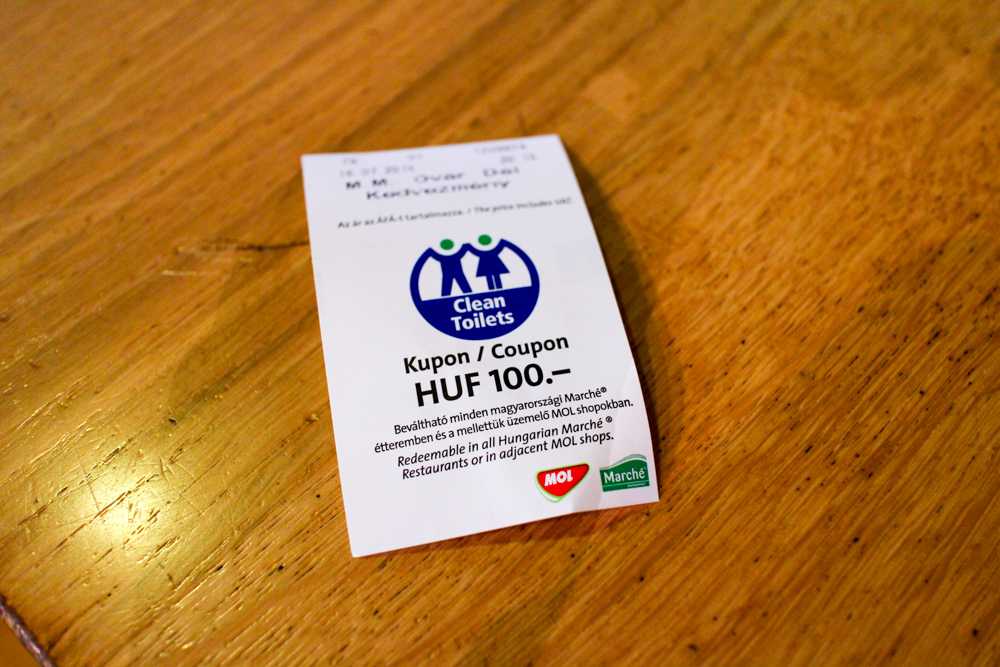 M M. Óvár Dél
Kedvezmény
Az ár az ÁFÁ-t tartalmazza. / The price includes VAT.
Clean
Toilets
Kupon / Coupon
HUF 100.–
Beváltható minden magyarországi Marché®
étteremben és a mellettük üzemelő MOL shopokban.
Redeemable in all Hungarian Marché ®
Restaurants or in adjacent MOL shops.
MOL
Marché®